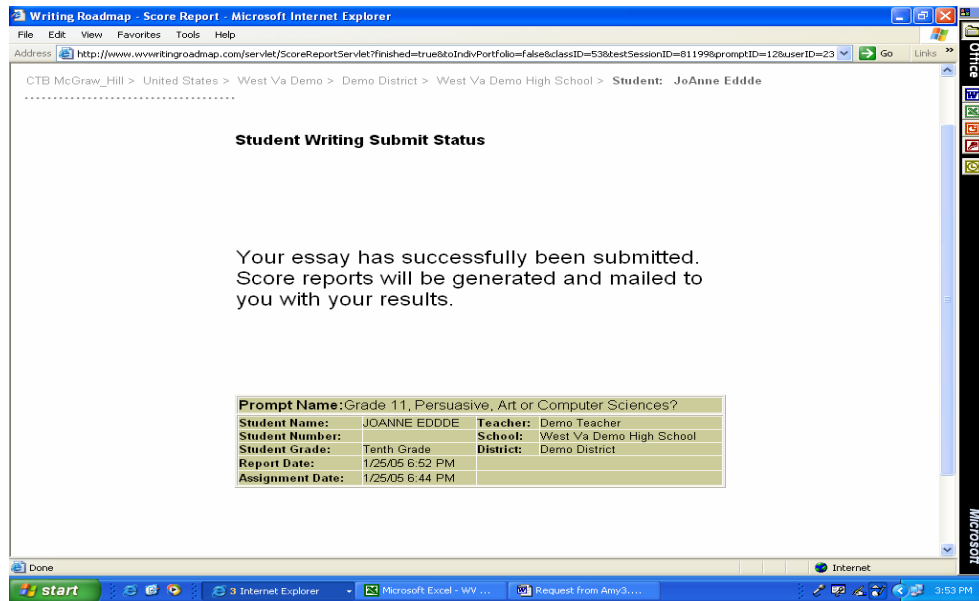 Writing Roadmap - Score Report - Microsoft Internet Explorer
File Edit View Favorites Tools Help
Address http://www.wvwritingroadmap.com/servlet/ScoreReportServlet?finished=true&toIndivPortfolio=false&classID=53&testSessionID=81199&promptID=12&userID=23 Go Links »
CTB McGraw_Hill > United States > West Va Demo > Demo District > West Va Demo High School > Student: JoAnne Eddde
Student Writing Submit Status
Your essay has successfully been submitted.
Score reports will be generated and mailed to
you with your results.
Prompt Name:Grade 11, Persuasive, Art or Computer Sciences?
Student Name: JOANNE EDDDE Teacher: Demo Teacher
Student Number: School: West Va Demo High School
Student Grade: Tenth Grade District: Demo District
Report Date: 1/25/05 6:52 PM
Assignment Date: 1/25/05 6:44 PM
Office
Microsoft
Done Internet
start 3 Internet Explorer Microsoft Excel - WV ... Request from Amy3.... 3:53 PM